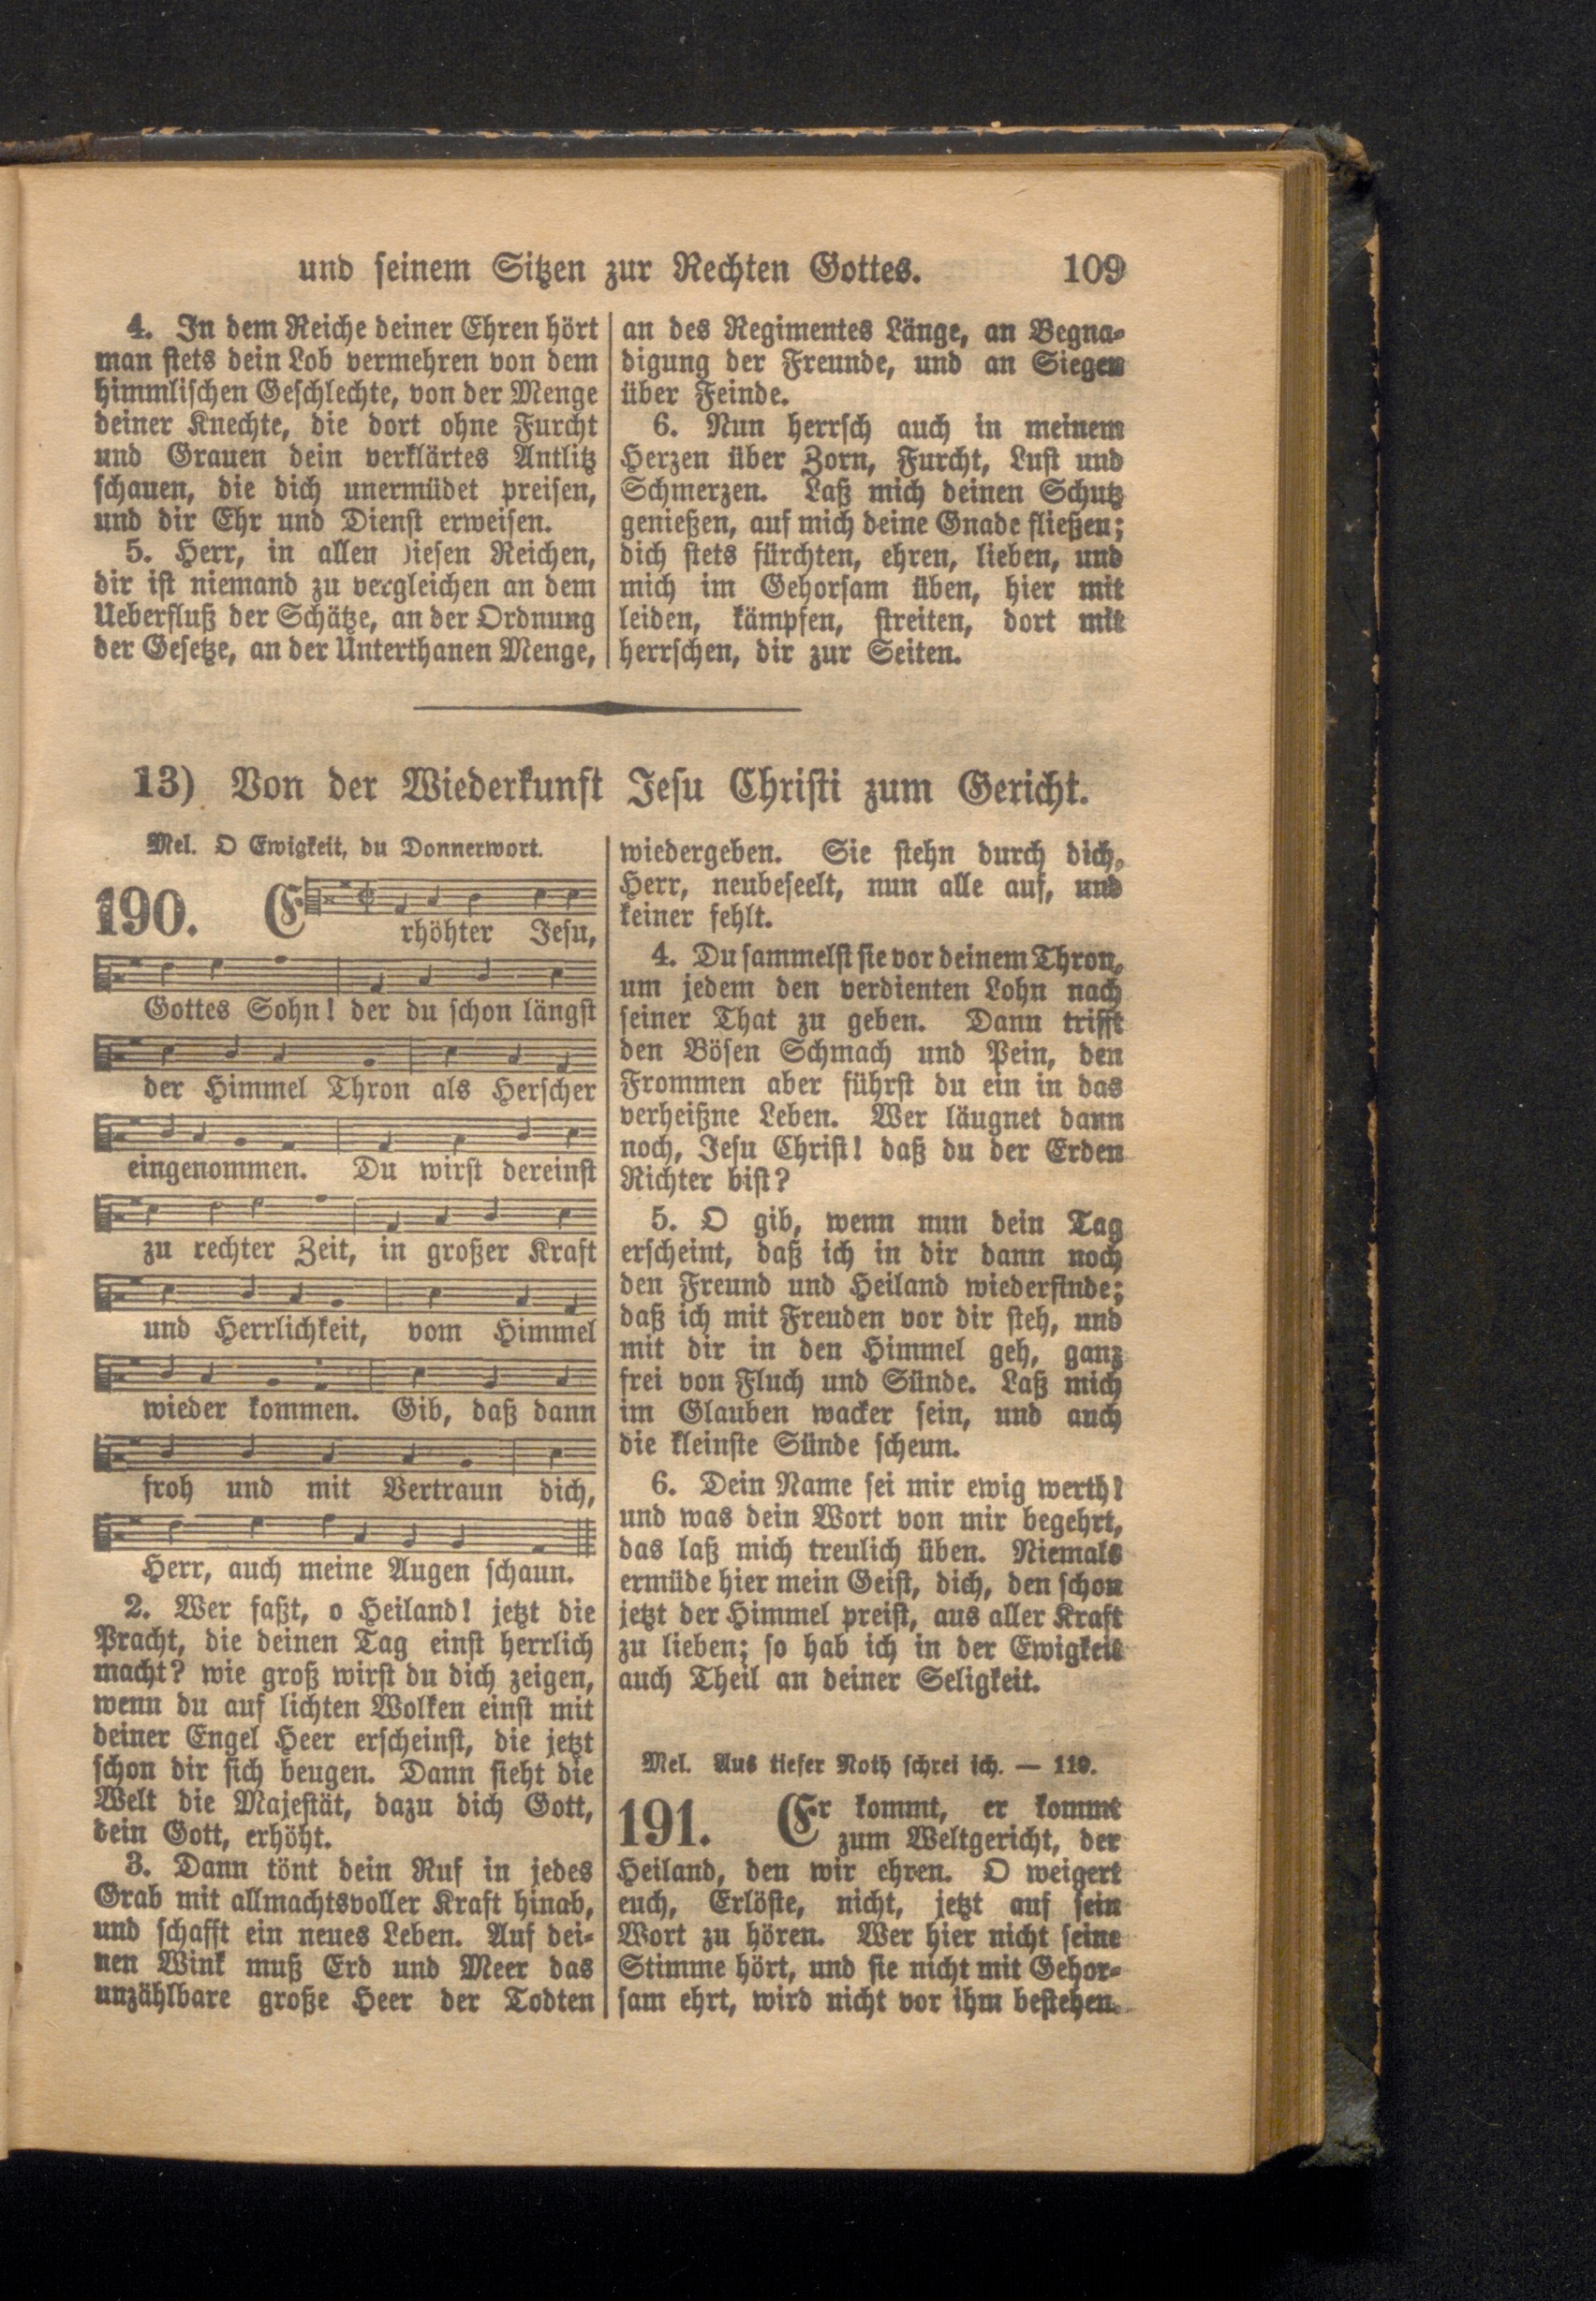 und seinem Sitzen zur Rechten Gottes. 109
4. In dem Reiche deiner Ehren hört
man stets dein Lob vermehren von dem
himmlischen Geschlechte, von der Menge
deiner Knechte, die dort ohne Furcht
und Grauen dein verklärtes Antlitz
schauen, die dich unermüdet preisen,
und dir Ehr und Dienst erweisen.
5. Herr, in allen diesen Reichen,
dir ist niemand zu vergleichen an dem
Ueberfluß der Schätze, an der Ordnung
der Gesetze, an der Unterthanen Menge,
an des Regimentes Länge, an Begna-
digung der Freunde, und an Siegen
über Feinde.
6. Nun herrsch auch in meinem
Herzen über Zorn, Furcht, Lust und
Schmerzen. Laß mich deinen Schutz
genießen, auf mich deine Gnade fließen;
dich stets fürchten, ehren, lieben, und
mich im Gehorsam üben, hier mit
leiden, kämpfen, streiten, dort mit
herrschen, dir zur Seiten.
13) Von der Wiederkunft Jesu Christi zum Gericht.
Mel. O Ewigkeit, du Donnerwort.
190. Erhöhter Jesu,
Gottes Sohn! der du schon längst
der Himmel Thron als Herscher
eingenommen. Du wirst dereinst
zu rechter Zeit, in großer Kraft
und Herrlichkeit, vom Himmel
wieder kommen. Gib, daß dann
froh und mit Vertraun dich,
Herr, auch meine Augen schaun.
2. Wer faßt, o Heiland! jetzt die
Pracht, die deinen Tag einst herrlich
macht? wie groß wirst du dich zeigen,
wenn du auf lichten Wolken einst mit
deiner Engel Heer erscheinst, die jetzt
schon dir sich beugen. Dann sieht die
Welt die Majestät, dazu dich Gott,
dein Gott, erhöht.
3. Dann tönt dein Ruf in jedes
Grab mit allmachtsvoller Kraft hinab,
und schafft ein neues Leben. Auf dei-
nen Wink muß Erd und Meer das
unzählbare große Heer der Todten
wiedergeben. Sie stehn durch dich,
Herr, neubeseelt, nun alle auf, und
keiner fehlt.
4. Du sammelst sie vor deinem Thron,
um jedem den verdienten Lohn nach
seiner That zu geben. Dann trifft
den Bösen Schmach und Pein, den
Frommen aber führst du ein in das
verheißne Leben. Wer läugnet dann
noch, Jesu Christ! daß du der Erden
Richter bist?
5. O gib, wenn nun dein Tag
erscheint, daß ich in dir dann noch
den Freund und Heiland wiederfinde;
daß ich mit Freuden vor dir steh, und
mit dir in den Himmel geh, ganz
frei von Fluch und Sünde. Laß mich
im Glauben wacker sein, und auch
die kleinste Sünde scheun.
6. Dein Name sei mir ewig werth!
und was dein Wort von mir begehrt,
das laß mich treulich üben. Niemals
ermüde hier mein Geist, dich, den schon
jetzt der Himmel preist, aus aller Kraft
zu lieben; so hab ich in der Ewigkeit
auch Theil an deiner Seligkeit.
Mel. Aus tiefer Noth schrei ich. — 119.
191. Er kommt, er kommt
zum Weltgericht, der
Heiland, den wir ehren. O weigert
euch, Erlöste, nicht, jetzt auf sein
Wort zu hören. Wer hier nicht seine
Stimme hört, und sie nicht mit Gehor-
sam ehrt, wird nicht vor ihm bestehen.